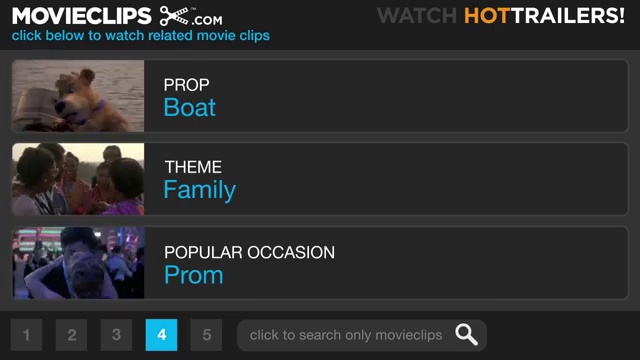 MOVIECLIPS.COM™
WATCH HOTTRAILERS!
click below to watch related movie clips
PROP
Boat
THEME
Family
POPULAR OCCASION
Prom
1 2 3 4 5
click to search only movieclips